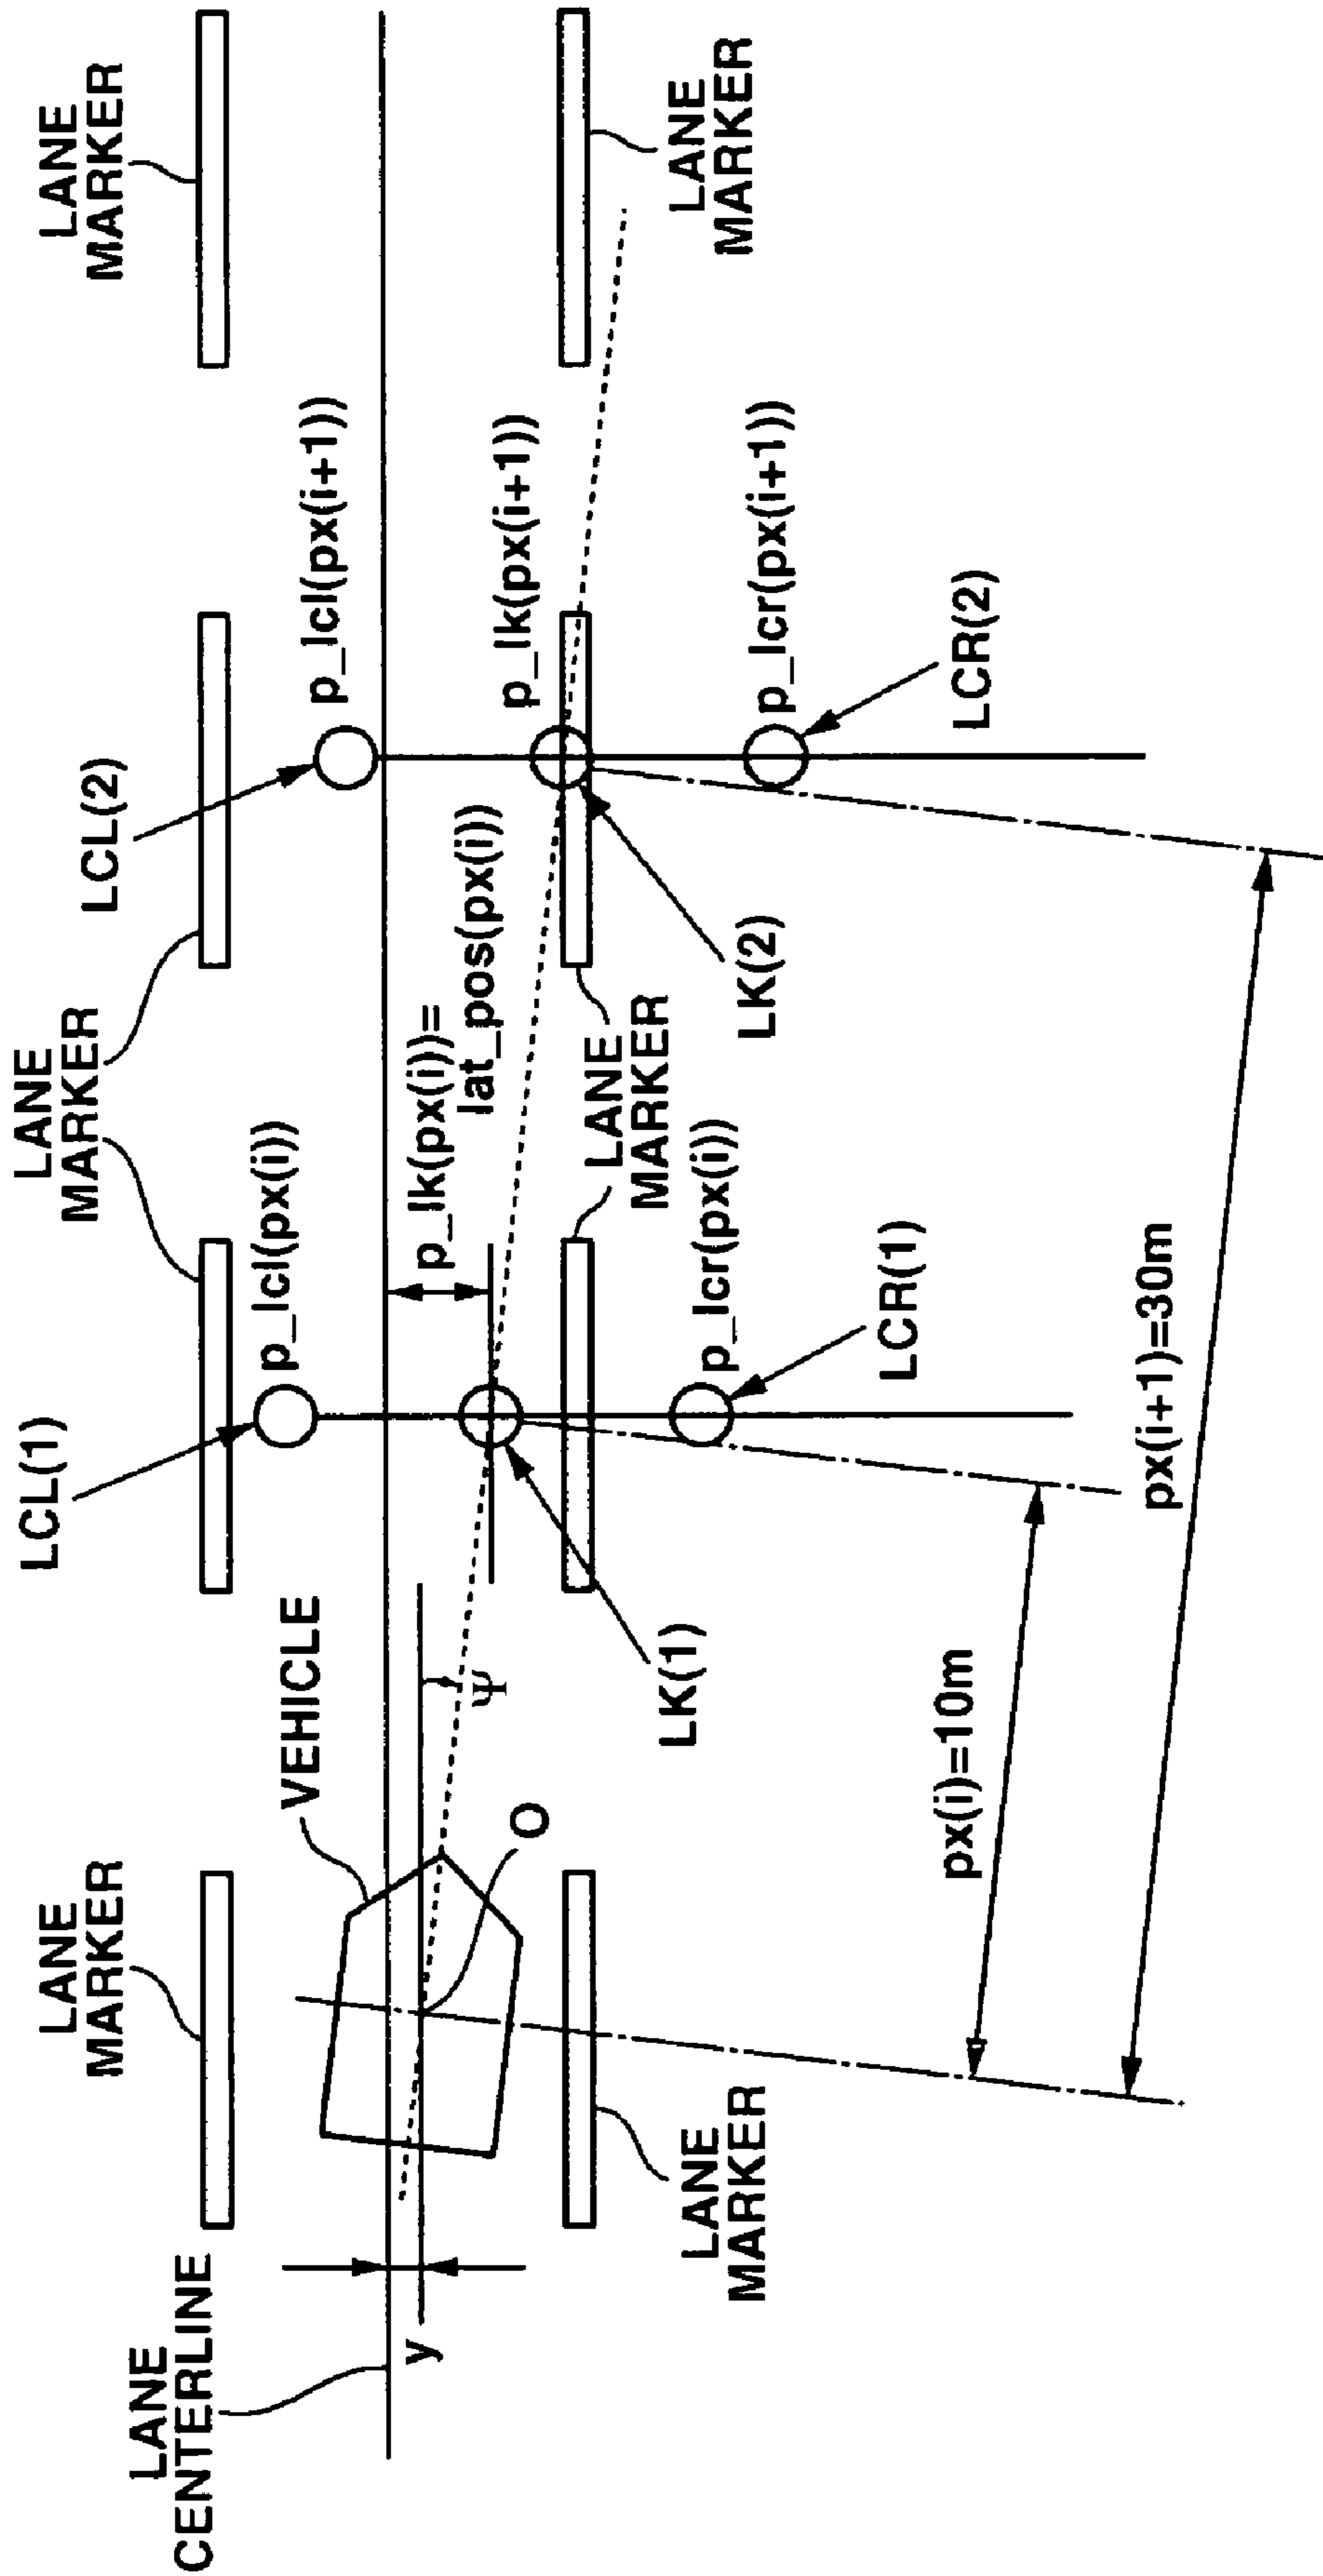 LANE
CENTERLINE
y
LANE
MARKER
LANE
MARKER
VEHICLE
O
Ψ
LCL(1)
p_lcl(px(i))
LANE
MARKER
LCL(2)
p_lcl(px(i+1))
LANE
MARKER
p_lk(px(i))=
lat_pos(px(i))
p_lk(px(i+1))
LK(1)
LANE
MARKER
LK(2)
LANE
MARKER
p_lcr(px(i))
LCR(1)
p_lcr(px(i+1))
LCR(2)
px(i)=10m
px(i+1)=30m